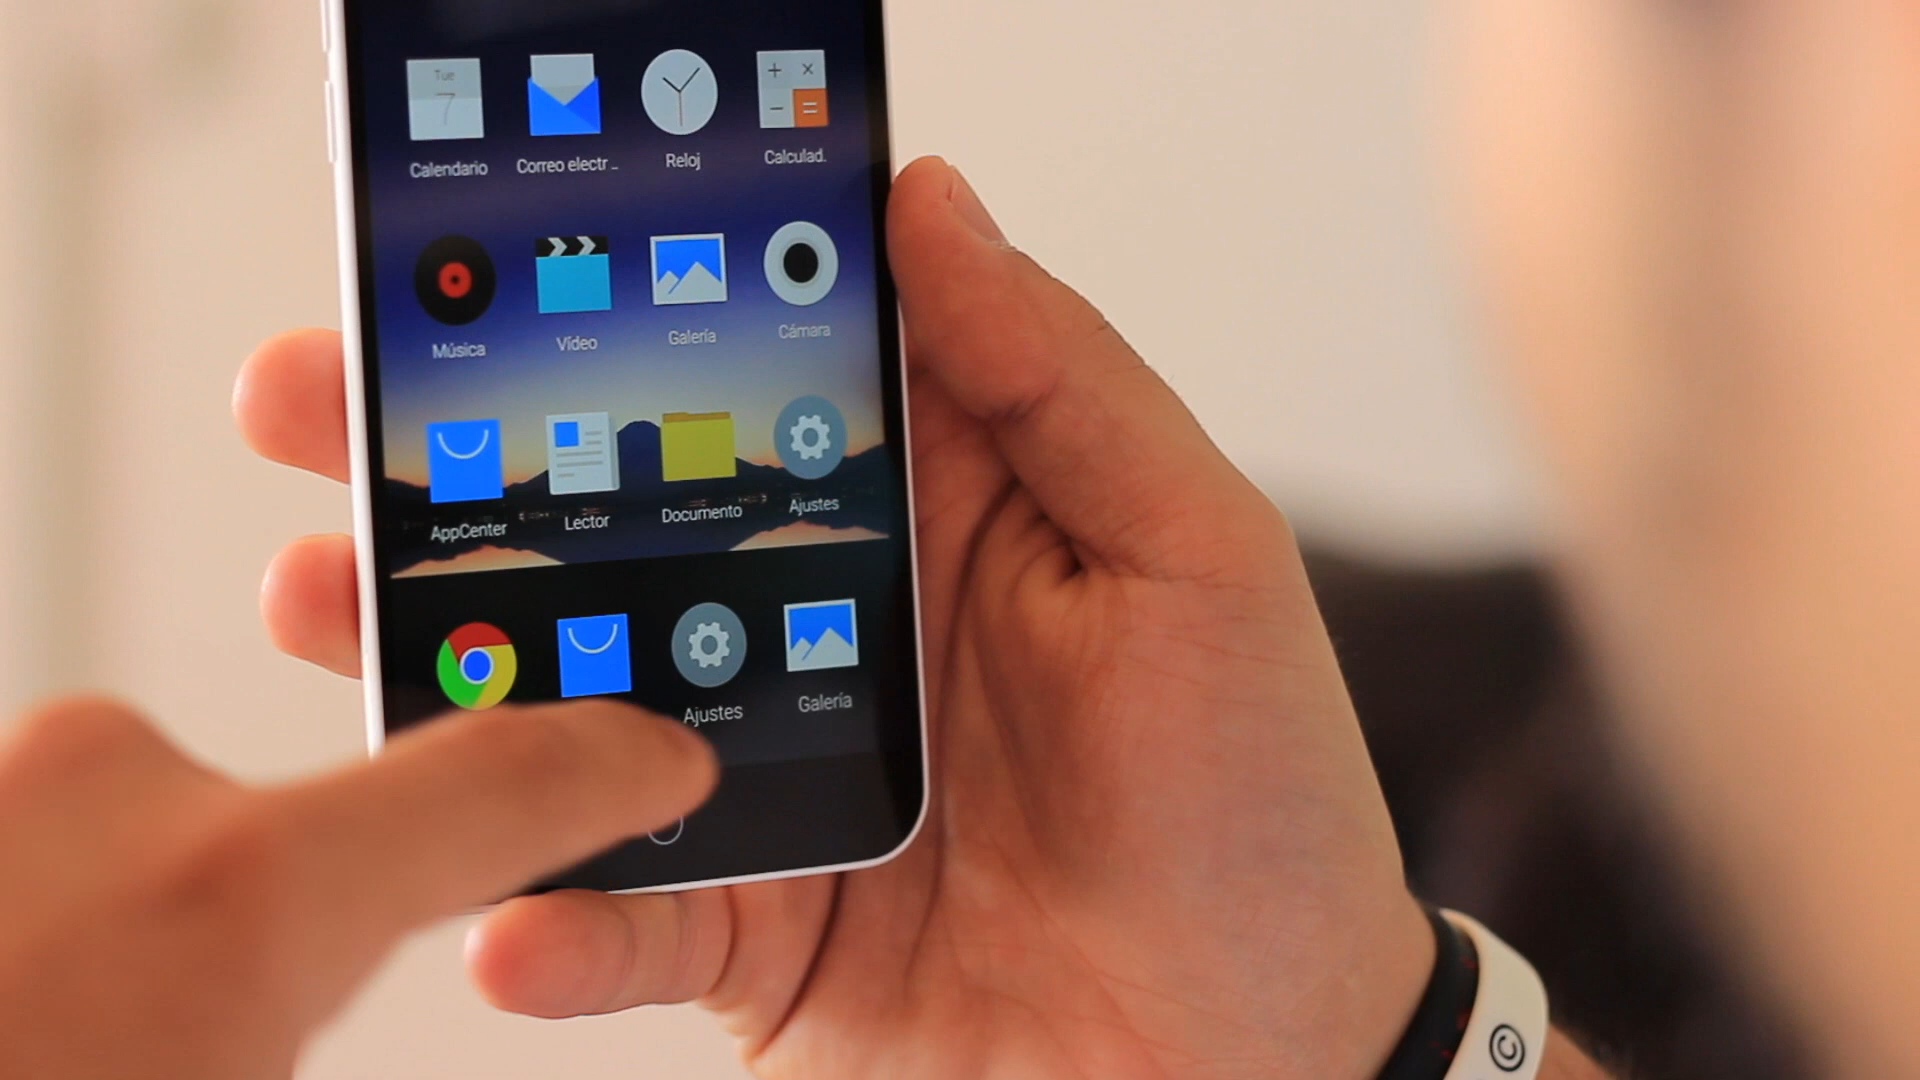 Tue
7
Calendario
Correo electr ..
Reloj
Calculad.
Música
Vídeo
Galería
Cámara
AppCenter
Lector
Documento
Ajustes
Ajustes
Galería
©